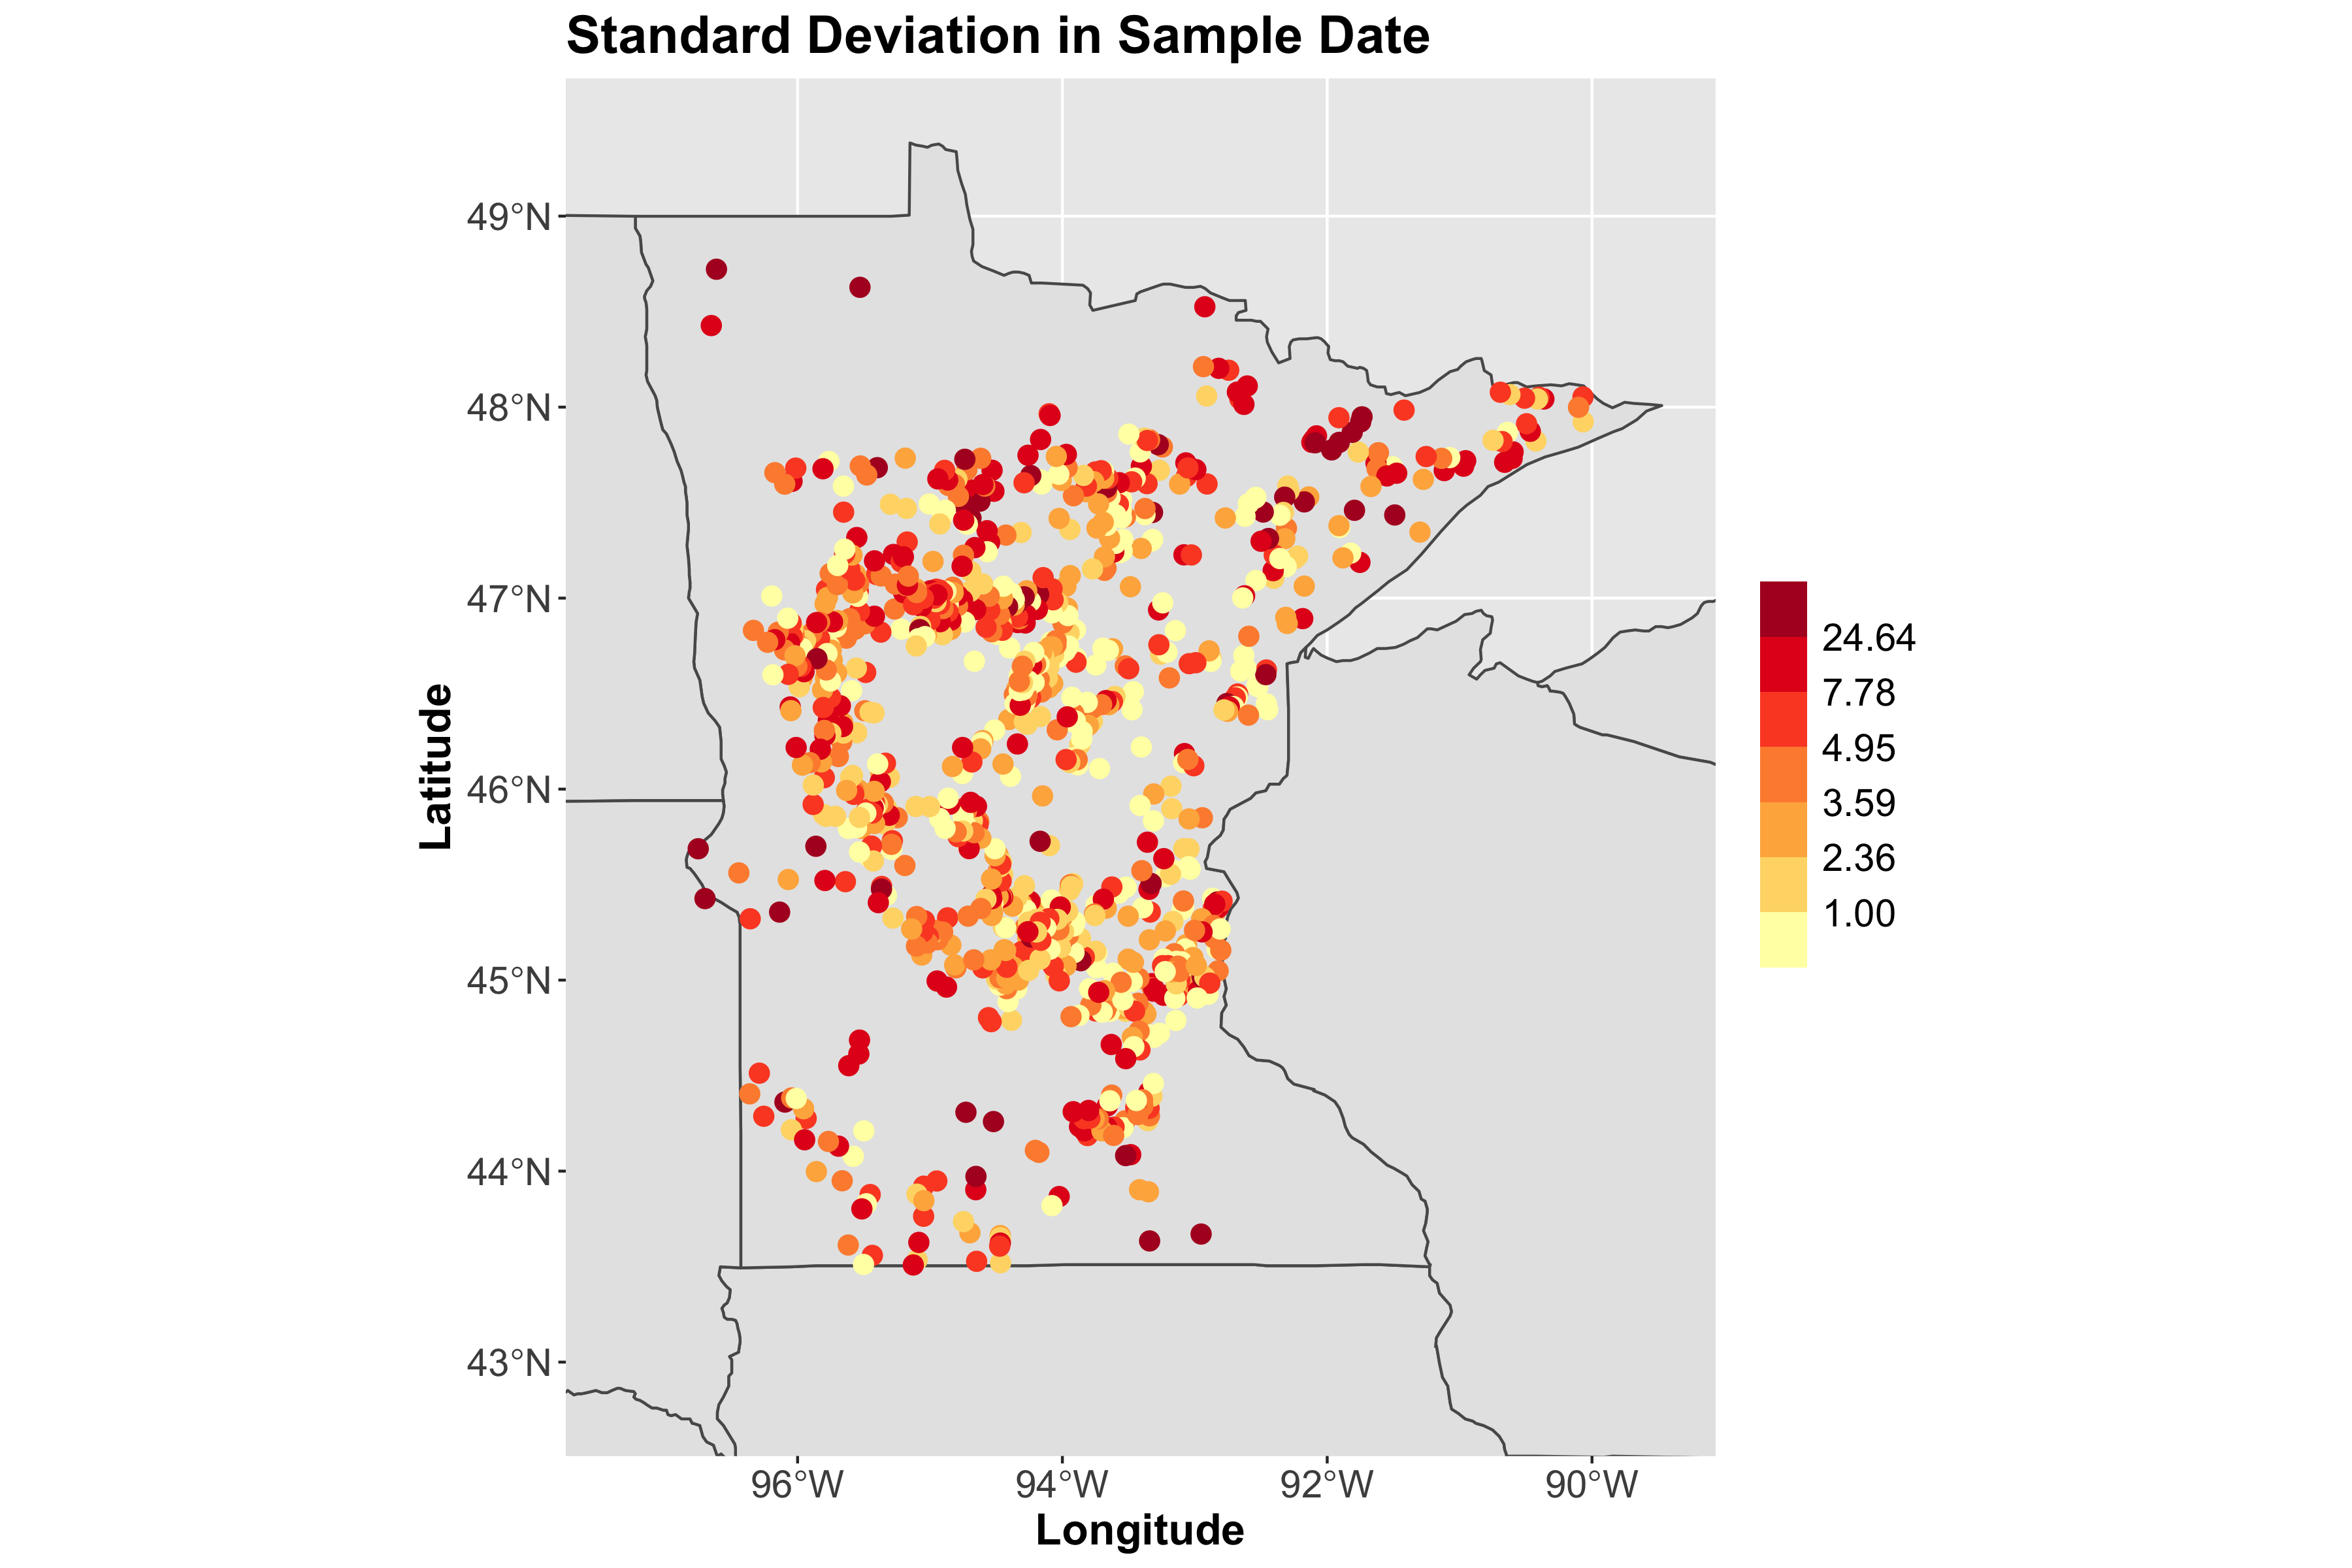 Standard Deviation in Sample Date
49°N
48°N
47°N
46°N
45°N
44°N
43°N
Latitude
96°W 94°W 92°W 90°W
Longitude
24.64
7.78
4.95
3.59
2.36
1.00